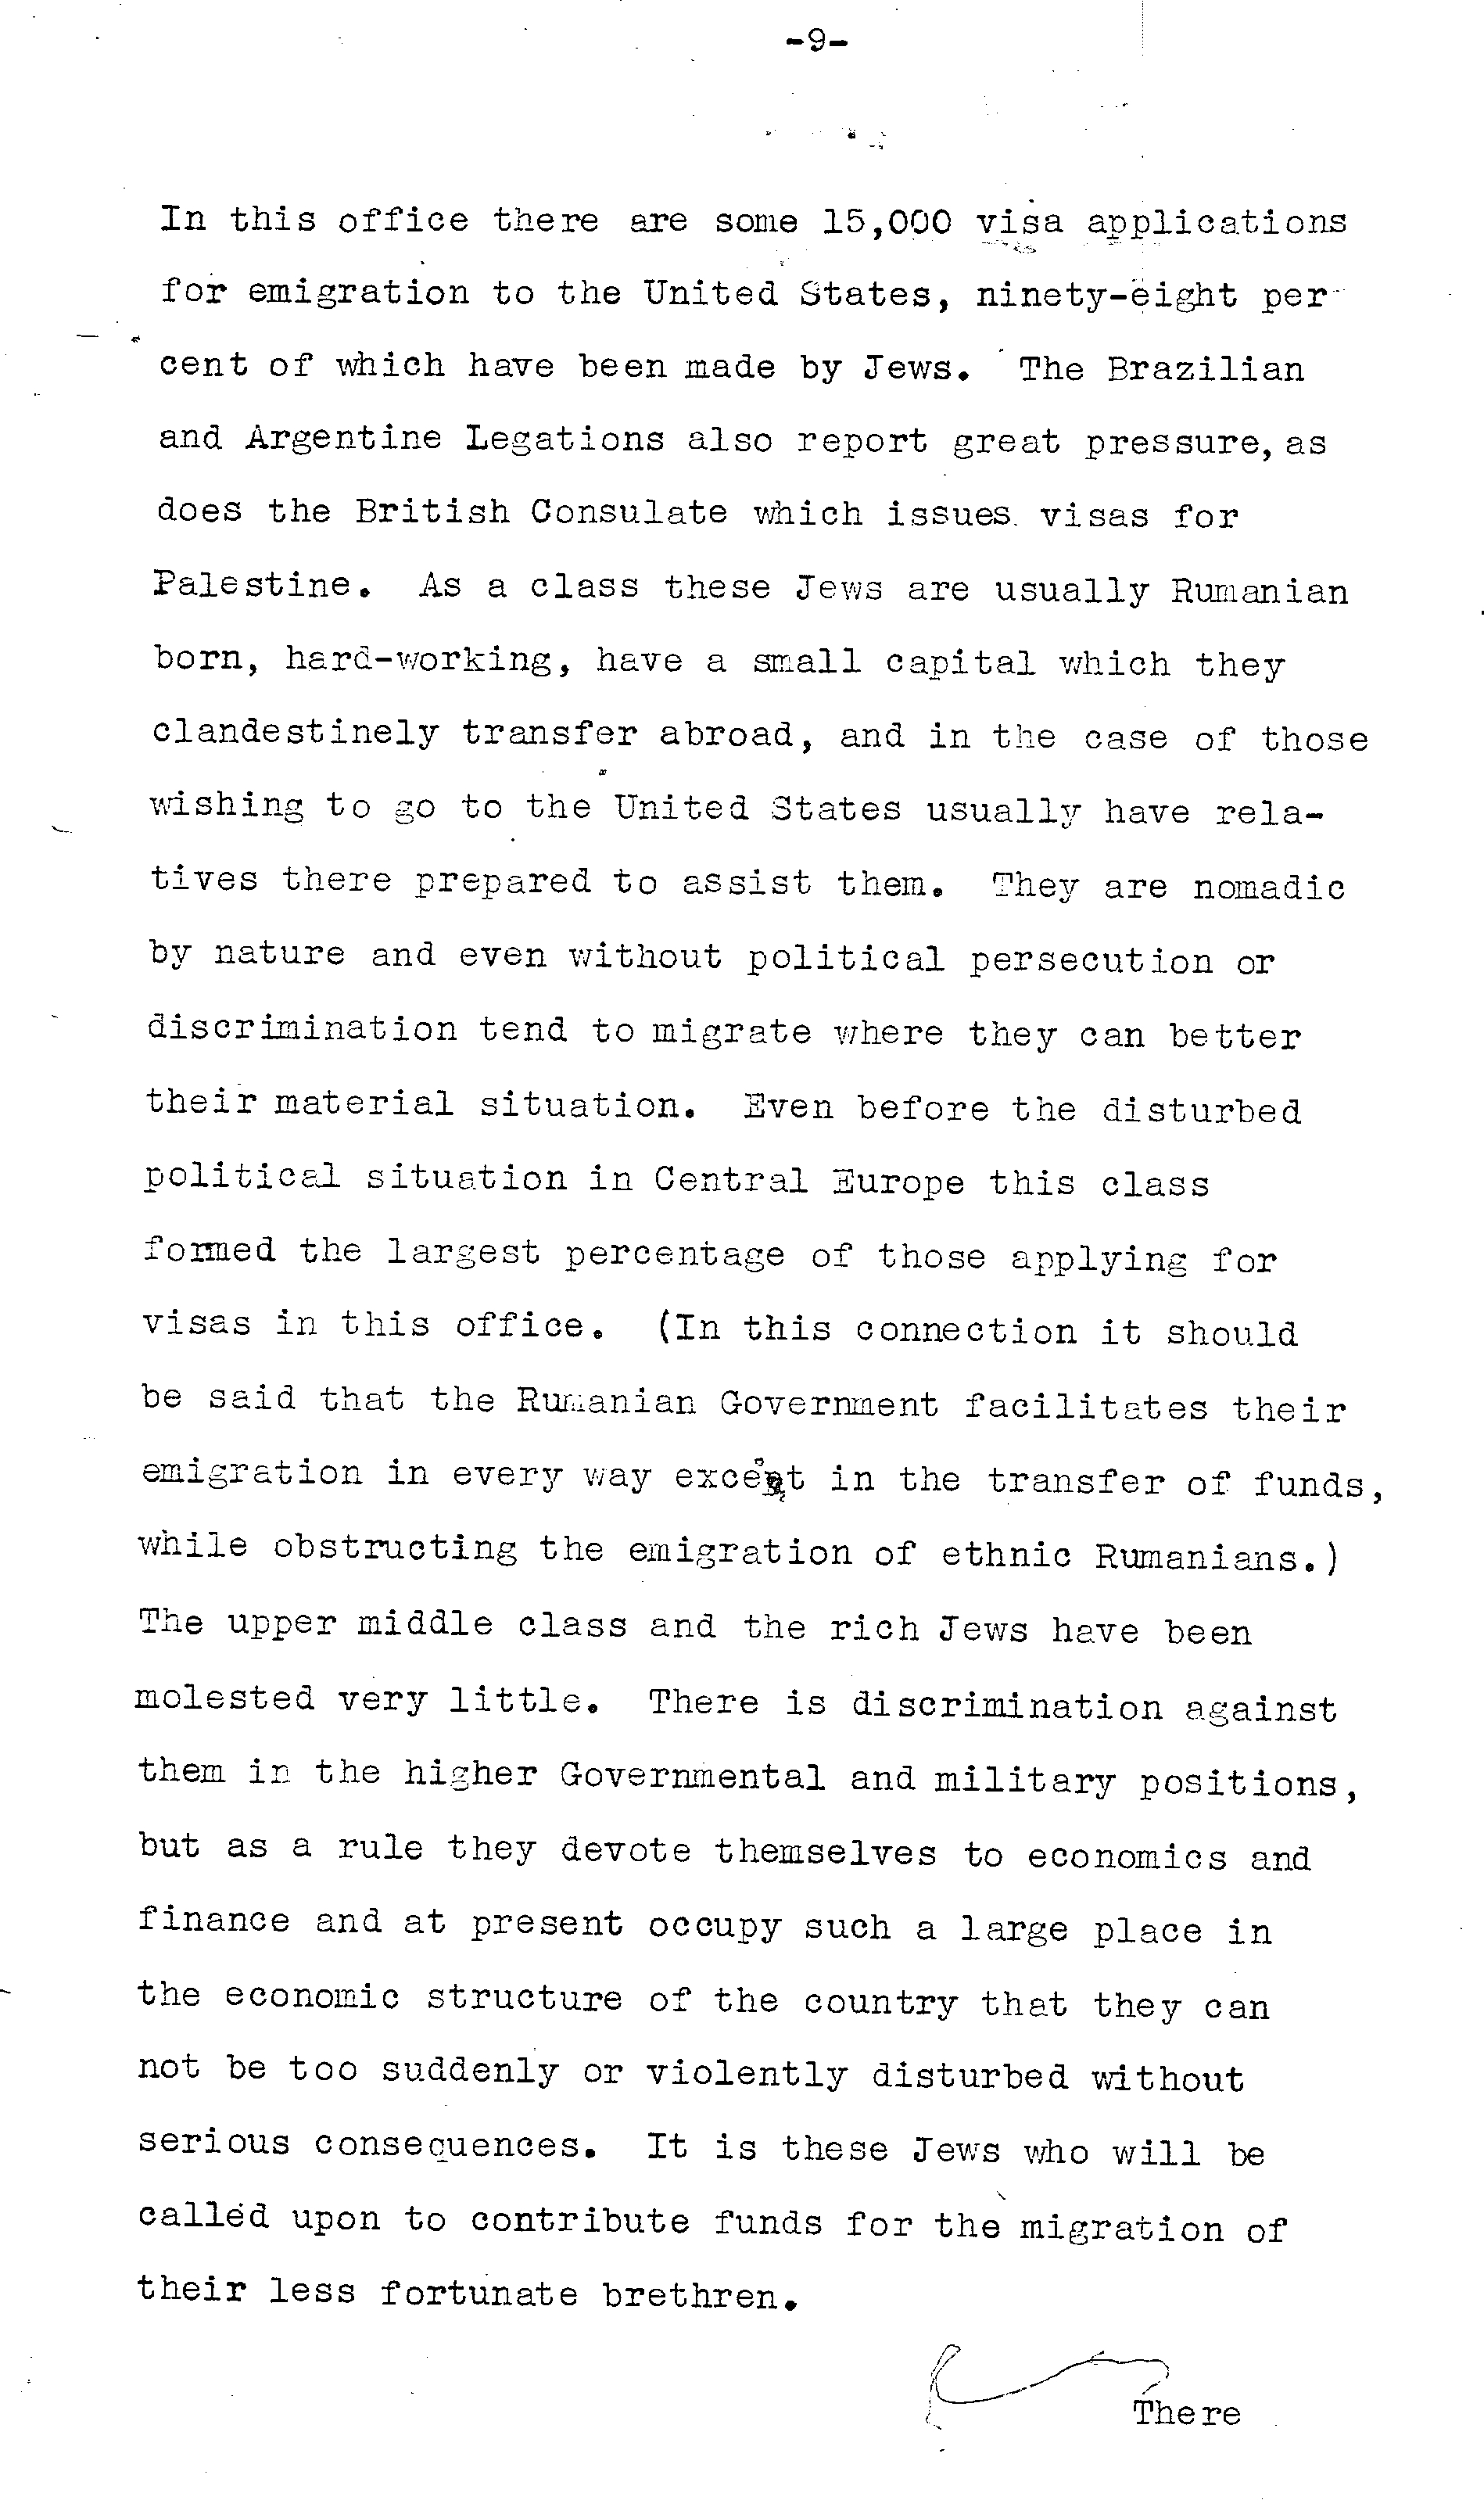 -9-
In this office there are some 15,000 visa applications
for emigration to the United States, ninety-eight per
cent of which have been made by Jews. The Brazilian
and Argentine Legations also report great pressure, as
does the British Consulate which issues visas for
Palestine. As a class these Jews are usually Rumanian
born, hard-working, have a small capital which they
clandestinely transfer abroad, and in the case of those
wishing to go to the United States usually have rela-
tives there prepared to assist them. They are nomadic
by nature and even without political persecution or
discrimination tend to migrate where they can better
their material situation. Even before the disturbed
political situation in Central Europe this class
formed the largest percentage of those applying for
visas in this office. (In this connection it should
be said that the Rumanian Government facilitates their
emigration in every way except in the transfer of funds,
while obstructing the emigration of ethnic Rumanians.)
The upper middle class and the rich Jews have been
molested very little. There is discrimination against
them in the higher Governmental and military positions,
but as a rule they devote themselves to economics and
finance and at present occupy such a large place in
the economic structure of the country that they can
not be too suddenly or violently disturbed without
serious consequences. It is these Jews who will be
called upon to contribute funds for the migration of
their less fortunate brethren.
There